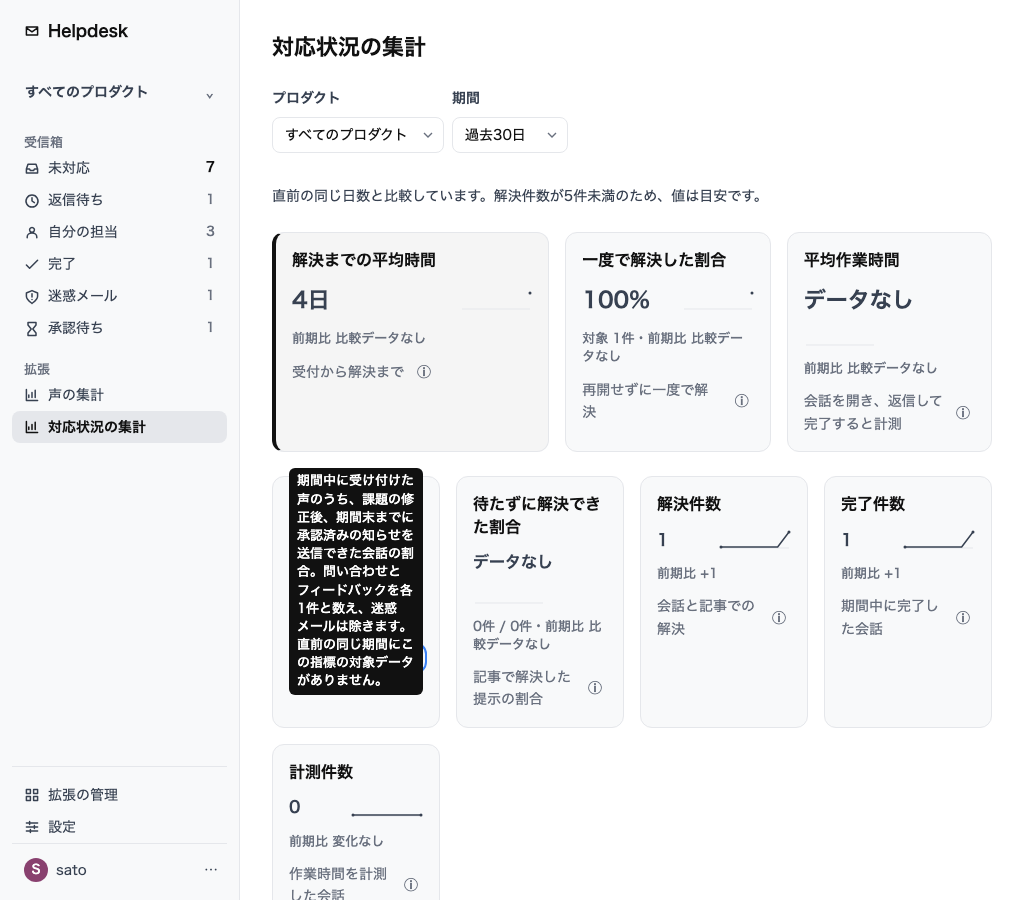 Helpdesk
すべてのプロダクト
受信箱
未対応 7
返信待ち 1
自分の担当 3
完了 1
迷惑メール 1
承認待ち 1
拡張
声の集計
対応状況の集計
拡張の管理
設定
S sato
対応状況の集計
プロダクト 期間
すべてのプロダクト 過去30日
直前の同じ日数と比較しています。解決件数が5件未満のため、値は目安です。
解決までの平均時間
4日
前期比 比較データなし
受付から解決まで
一度で解決した割合
100%
対象 1件・前期比 比較デー
タなし
再開せずに一度で解
決
平均作業時間
データなし
前期比 比較データなし
会話を開き、返信して
完了すると計測
期間中に受け付けた
声のうち、課題の修
正後、期間末までに
承認済みの知らせを
送信できた会話の割
合。問い合わせと
フィードバックを各
1件と数え、迷惑
メールは除きます。
直前の同じ期間にこ
の指標の対象データ
がありません。
待たずに解決でき
た割合
データなし
0件 / 0件・前期比 比
較データなし
記事で解決した
提示の割合
解決件数
1
前期比 +1
会話と記事での
解決
完了件数
1
前期比 +1
期間中に完了し
た会話
計測件数
0
前期比 変化なし
作業時間を計測
した会話